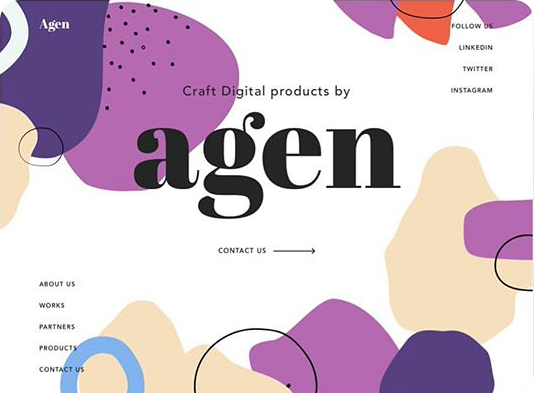 Agen
FOLLOW US
LINKEDIN
TWITTER
INSTAGRAM
Craft Digital products by
agen
CONTACT US
ABOUT US
WORKS
PARTNERS
PRODUCTS
CONTACT US